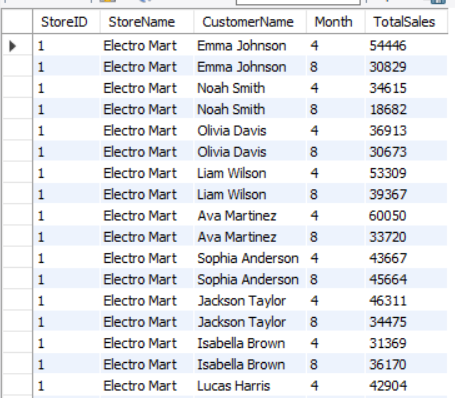 StoreID StoreName CustomerName Month TotalSales
1 Electro Mart Emma Johnson 4 54446
1 Electro Mart Emma Johnson 8 30829
1 Electro Mart Noah Smith 4 34615
1 Electro Mart Noah Smith 8 18682
1 Electro Mart Olivia Davis 4 36913
1 Electro Mart Olivia Davis 8 30673
1 Electro Mart Liam Wilson 4 53309
1 Electro Mart Liam Wilson 8 39367
1 Electro Mart Ava Martinez 4 60050
1 Electro Mart Ava Martinez 8 33720
1 Electro Mart Sophia Anderson 4 43667
1 Electro Mart Sophia Anderson 8 45664
1 Electro Mart Jackson Taylor 4 46311
1 Electro Mart Jackson Taylor 8 34475
1 Electro Mart Isabella Brown 4 31369
1 Electro Mart Isabella Brown 8 36170
1 Electro Mart Lucas Harris 4 42904